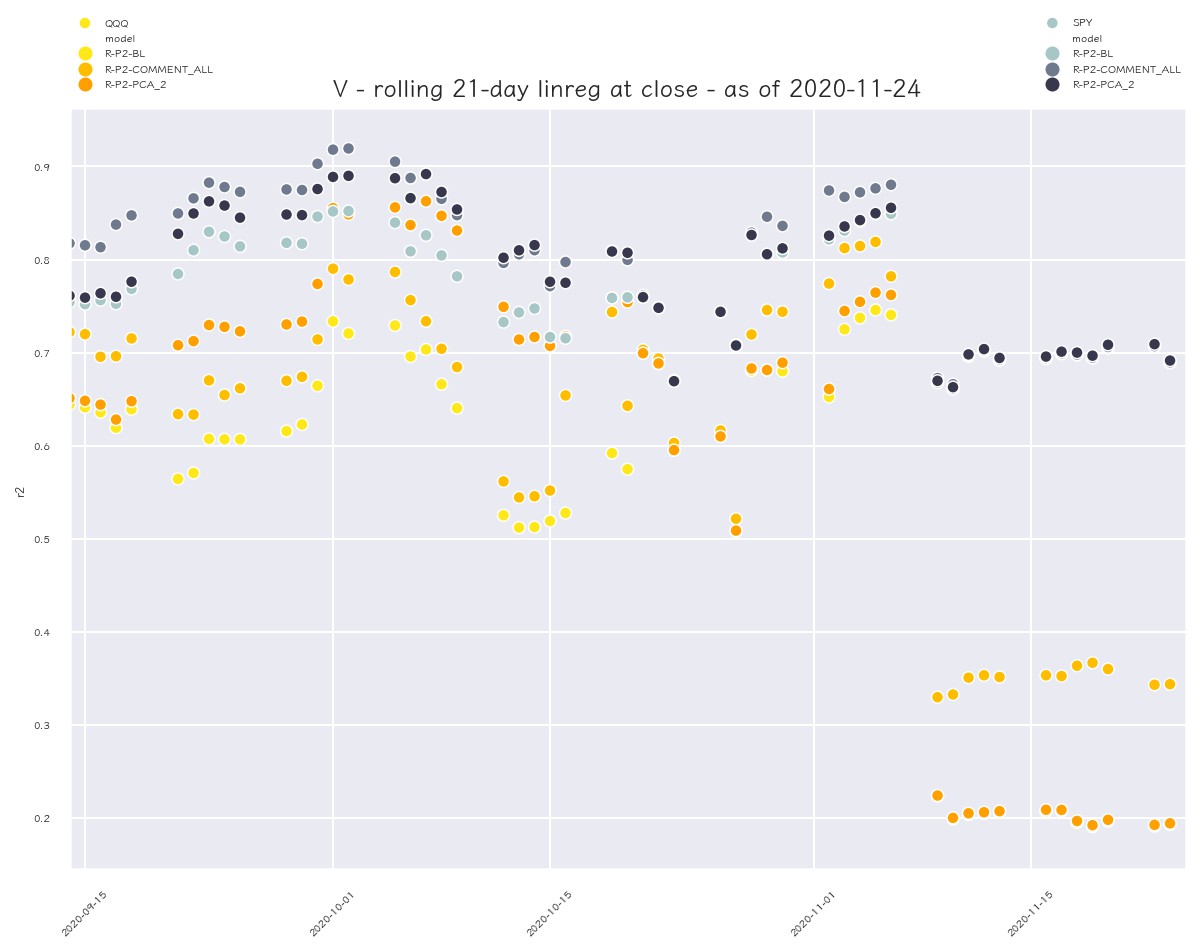 QQQ
model
R-P2-BL
R-P2-COMMENT_ALL
R-P2-PCA_2
SPY
model
R-P2-BL
R-P2-COMMENT_ALL
R-P2-PCA_2
V - rolling 21-day linreg at close - as of 2020-11-24
0.9
0.8
0.7
0.6
0.5
0.4
0.3
0.2
r2
2020-09-15
2020-10-01
2020-10-15
2020-11-01
2020-11-15